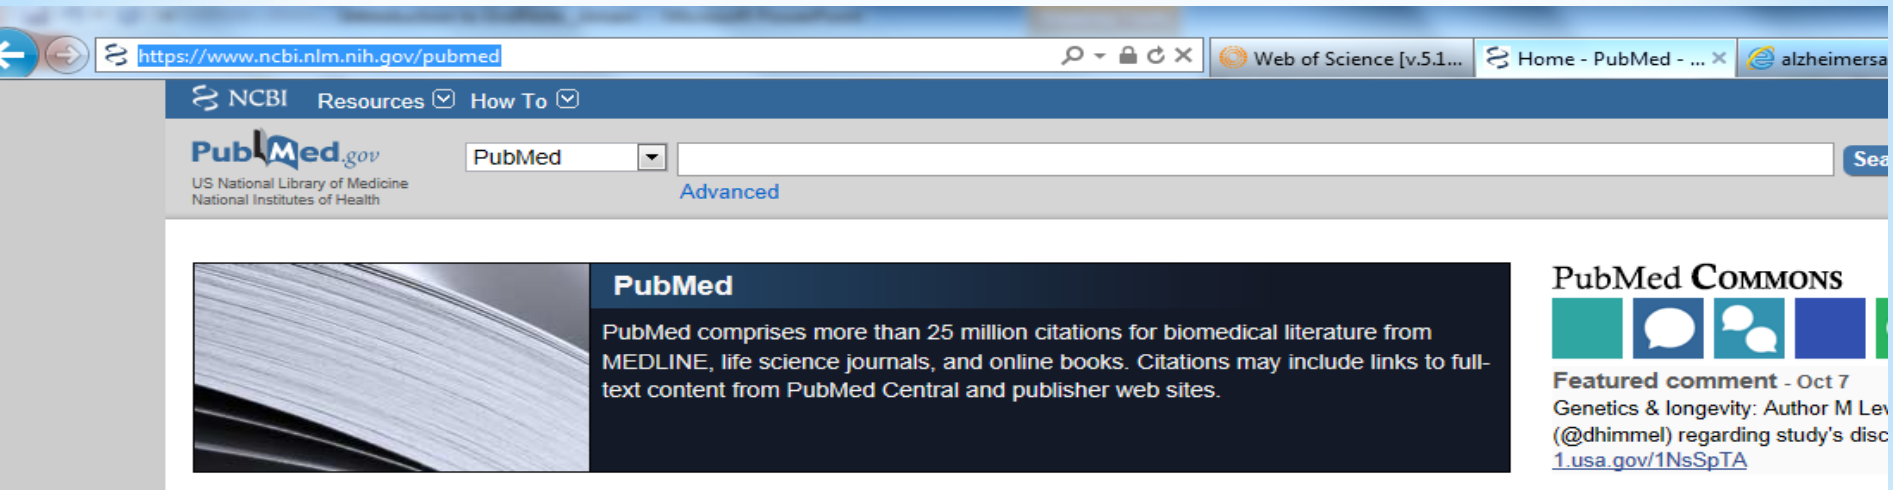 https://www.ncbi.nlm.nih.gov/pubmed
Web of Science [v.5.1...
Home - PubMed - ...
alzheimersa
NCBI Resources How To
PubMed.gov
US National Library of Medicine
National Institutes of Health
PubMed
Sea
Advanced
PubMed
PubMed comprises more than 25 million citations for biomedical literature from
MEDLINE, life science journals, and online books. Citations may include links to full-
text content from PubMed Central and publisher web sites.
PubMed COMMONS
Featured comment - Oct 7
Genetics & longevity: Author M Lev
(@dhimmel) regarding study's disc
1.usa.gov/1NsSpTA